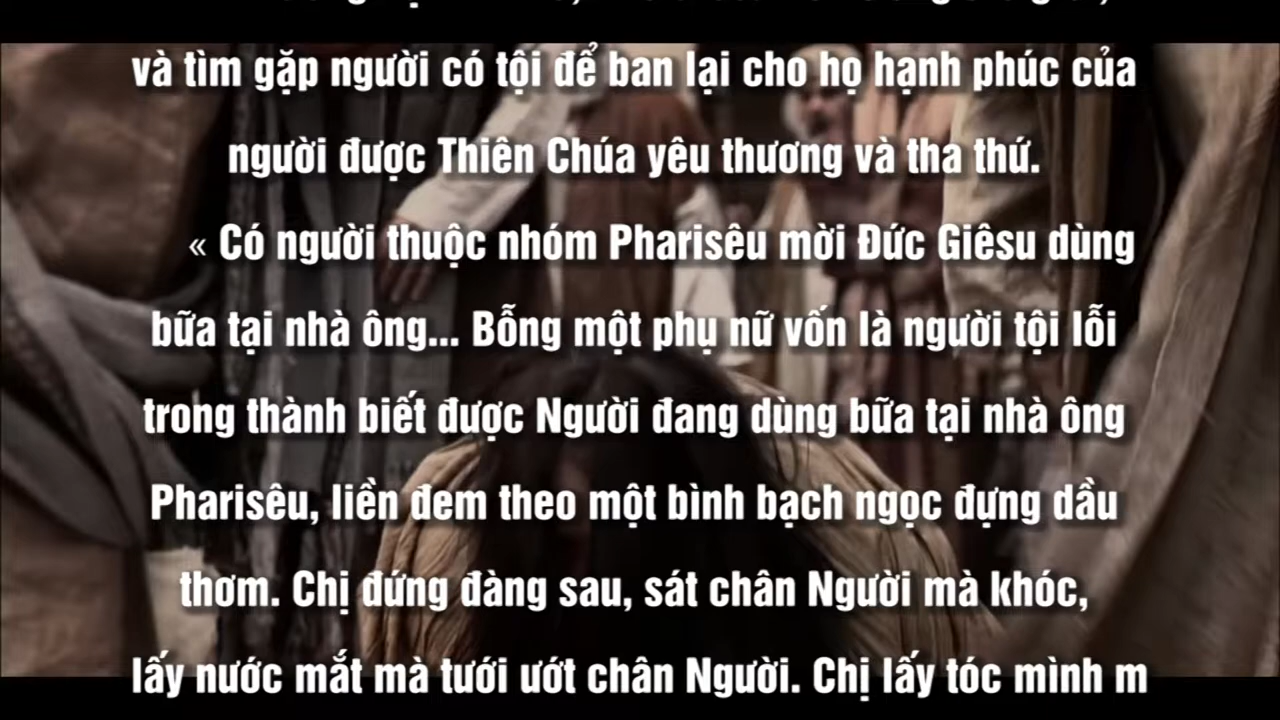 và tìm gặp người có tội để ban lại cho họ hạnh phúc của
người được Thiên Chúa yêu thương và tha thứ.
« Có người thuộc nhóm Pharisêu mời Đức Giêsu dùng
bữa tại nhà ông... Bỗng một phụ nữ vốn là người tội lỗi
trong thành biết được Người đang dùng bữa tại nhà ông
Pharisêu, liền đem theo một bình bạch ngọc đựng dầu
thơm. Chị đứng đàng sau, sát chân Người mà khóc,
lấy nước mắt mà tưới ướt chân Người. Chị lấy tóc mình m